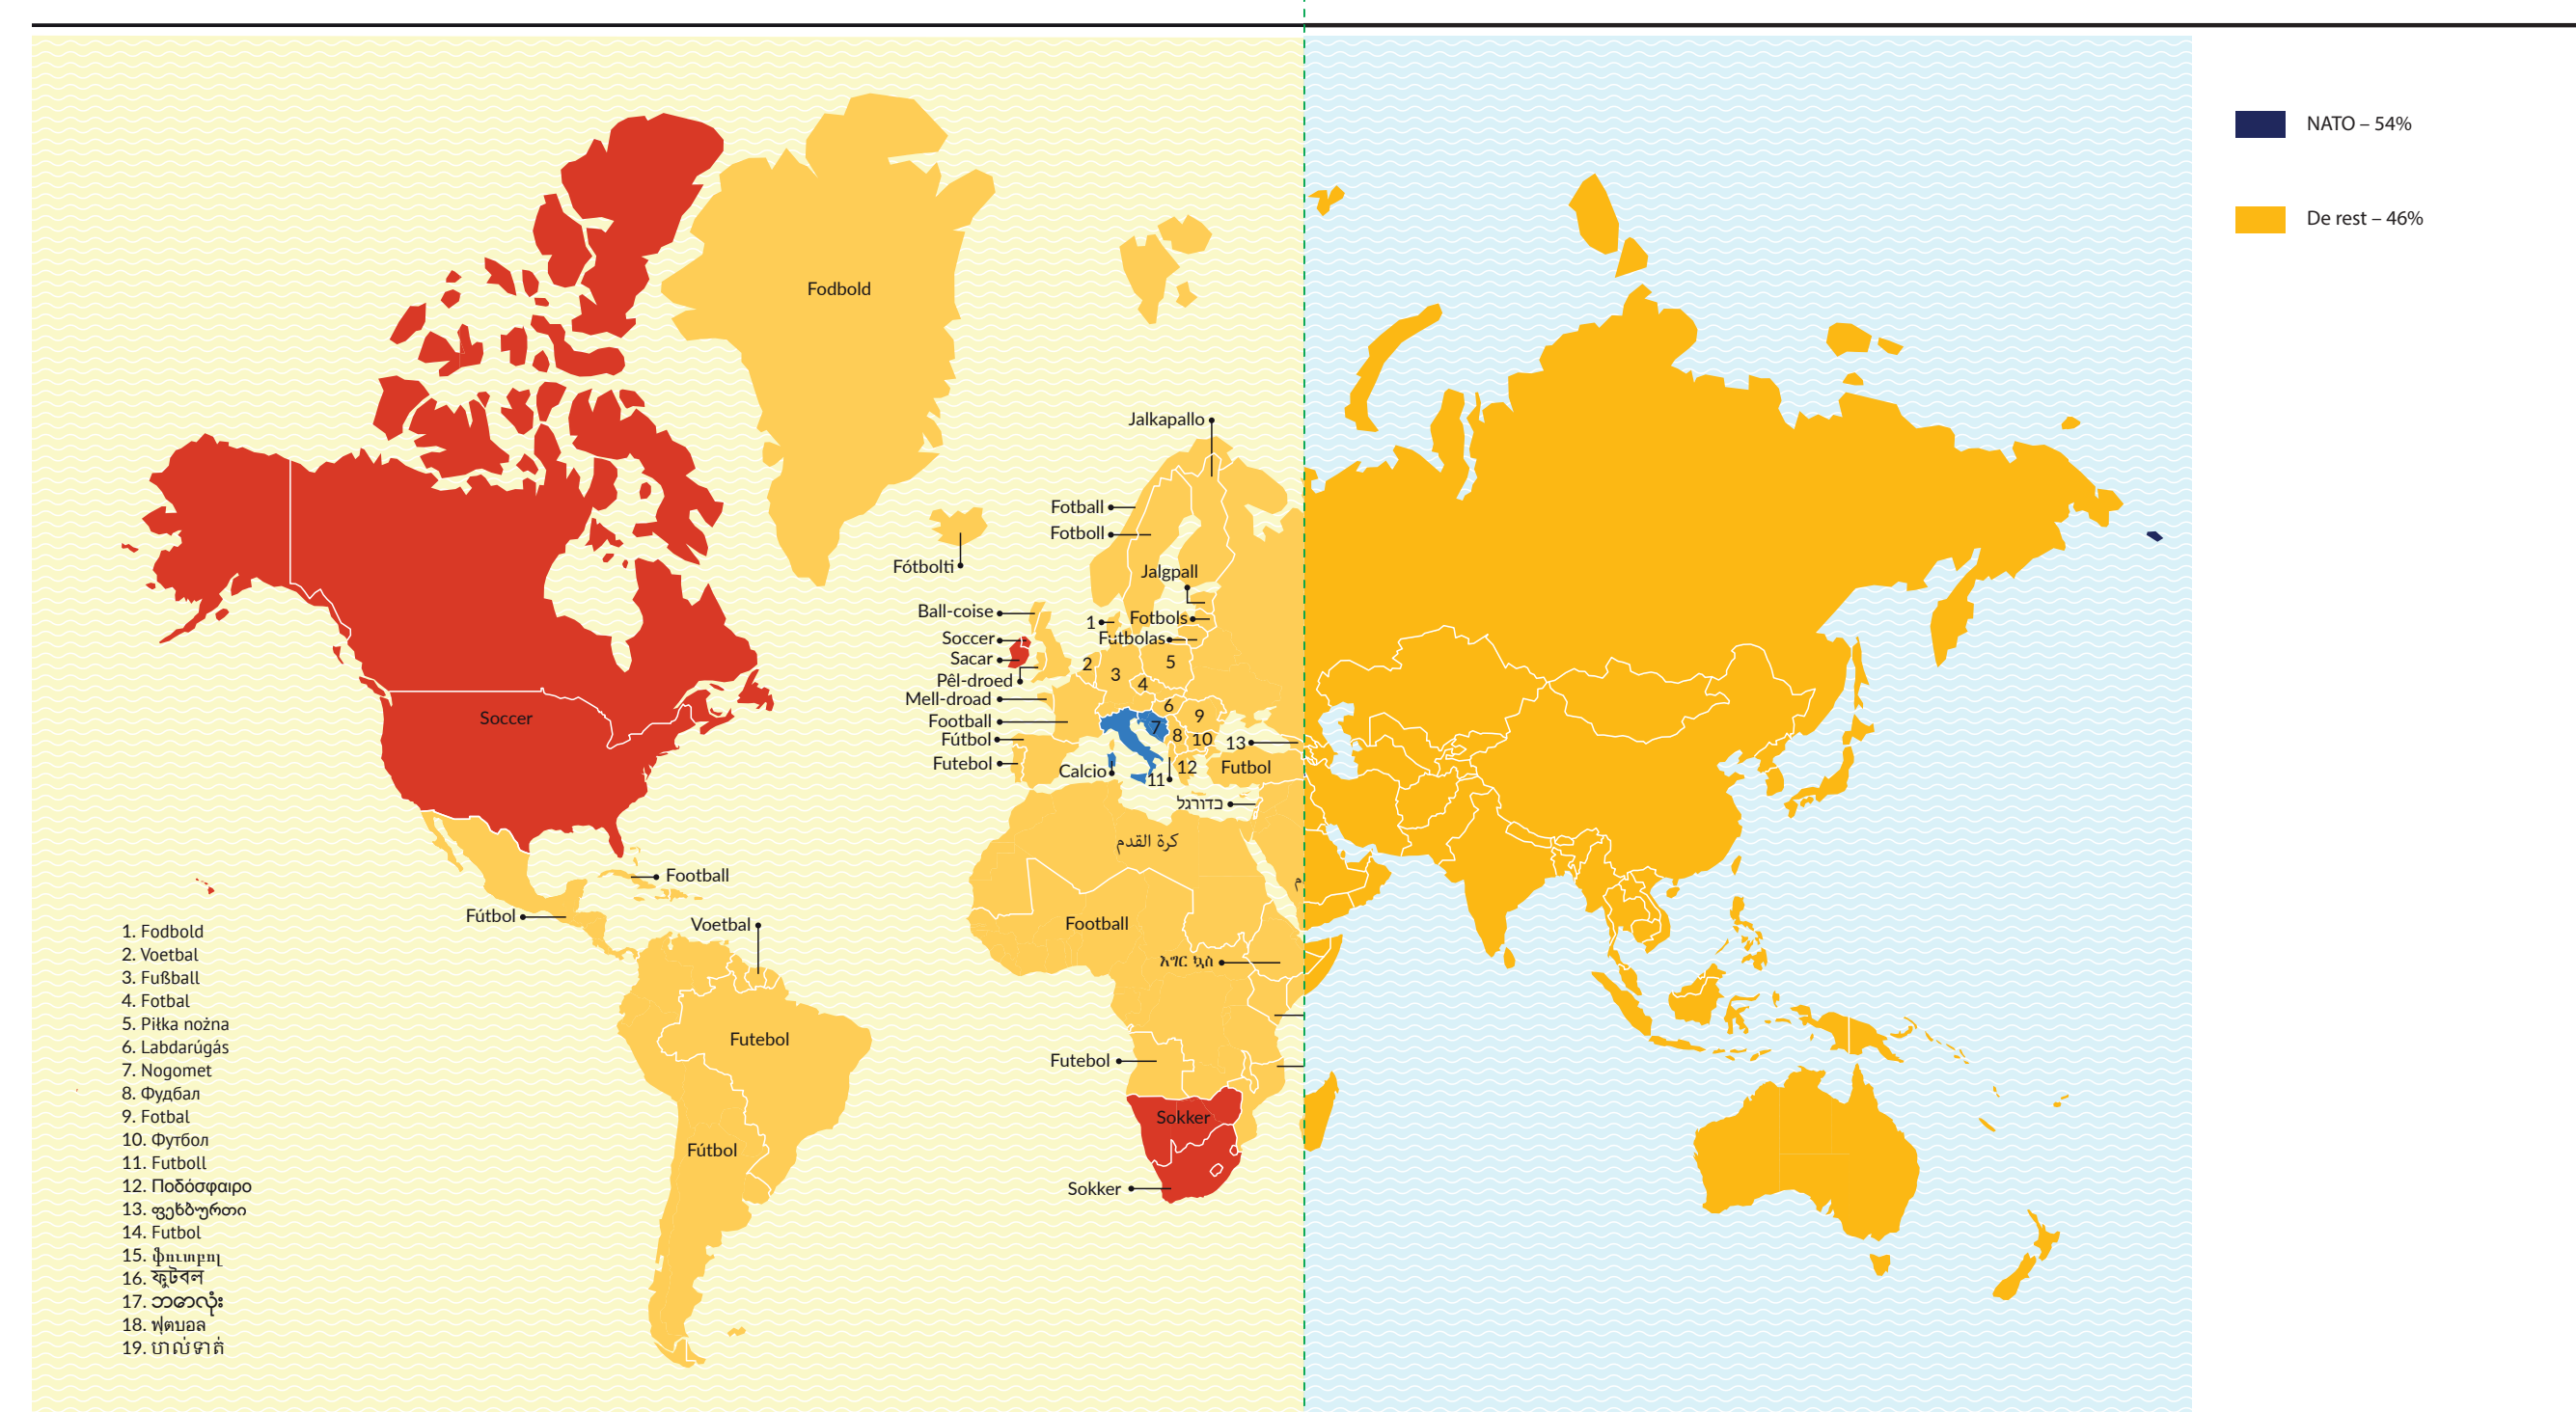 NATO – 54%
De rest – 46%
Fodbold
Jalkapallo
Fotball
Fotboll
Fótbolti
Jalgpall
Ball-coise
1
Fotbols
Soccer
Futbolas
Sacar
2
3
5
Pêl-droed
4
Mell-droad
6
Soccer
Football
7
9
Fútbol
8
10
13
Futebol
Calcio
11
12
Futbol
כדורגל
كرة القدم
Football
م
Fútbol
Voetbal
Football
እግር ኳስ
Futebol
Futebol
Sokker
Fútbol
Sokker
1. Fodbold
2. Voetbal
3. Fußball
4. Fotbal
5. Piłka nożna
6. Labdarúgás
7. Nogomet
8. Фудбал
9. Fotbal
10. Футбол
11. Futboll
12. Ποδόσφαιρο
13. ფეხბურთი
14. Futbol
15. ֆուտբոլ
16. ফুটবল
17. ဘောလုံး
18. ฟุตบอล
19. បាល់ទាត់